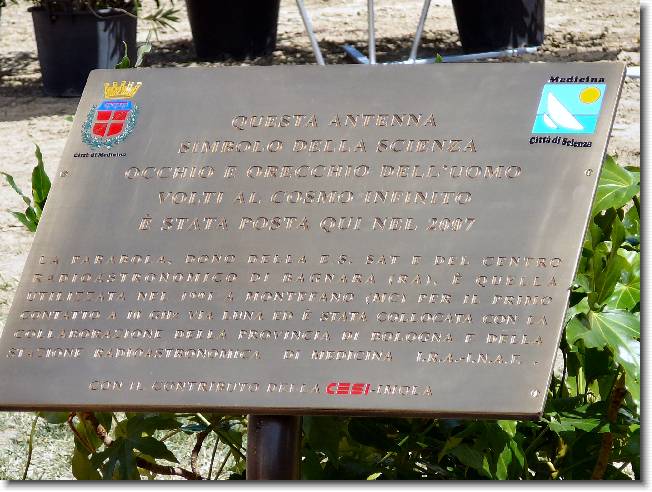 Città di Medicina
Medicina
Città di Scienze
QUESTA ANTENNA
SIMBOLO DELLA SCIENZA
OCCHIO E ORECCHIO DELL'UOMO
VOLTI AL COSMO INFINITO
È STATA POSTA QUI NEL 2007
LA PARABOLA, DONO DELLA E.S. SAT E DEL CENTRO
RADIOASTRONOMICO DI BAGNARA (RA), È QUELLA
UTILIZZATA NEL 1991 A MONTEFANO (MC) PER IL PRIMO
CONTATTO A 10 GHz VIA LUNA ED È STATA COLLOCATA CON LA
COLLABORAZIONE DELLA PROVINCIA DI BOLOGNA E DELLA
STAZIONE RADIOASTRONOMICA DI MEDICINA I.R.A.-I.N.A.F.
CON IL CONTRIBUTO DELLA CESI-IMOLA